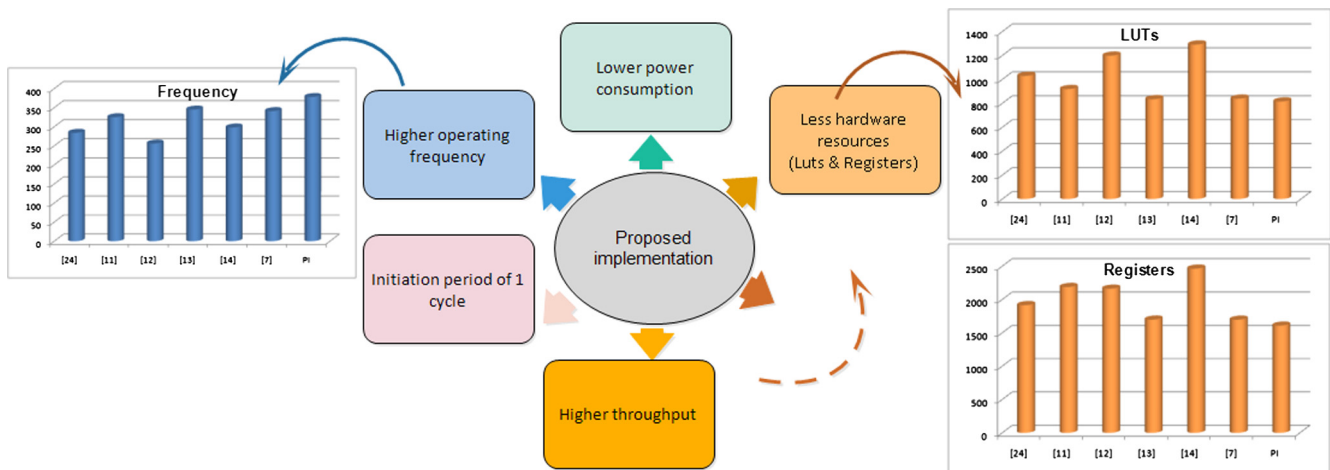 Frequency
400
350
300
250
200
150
100
50
0
[24] [11] [12] [13] [14] [7] PI
Higher operating
frequency
Initiation period of 1
cycle
Lower power
consumption
Proposed
implementation
Higher throughput
Less hardware
resources
(Luts & Registers)
LUTs
1400
1200
1000
800
600
400
200
0
[24] [11] [12] [13] [14] [7] PI
Registers
2500
2000
1500
1000
500
0
[24] [11] [12] [13] [14] [7] PI